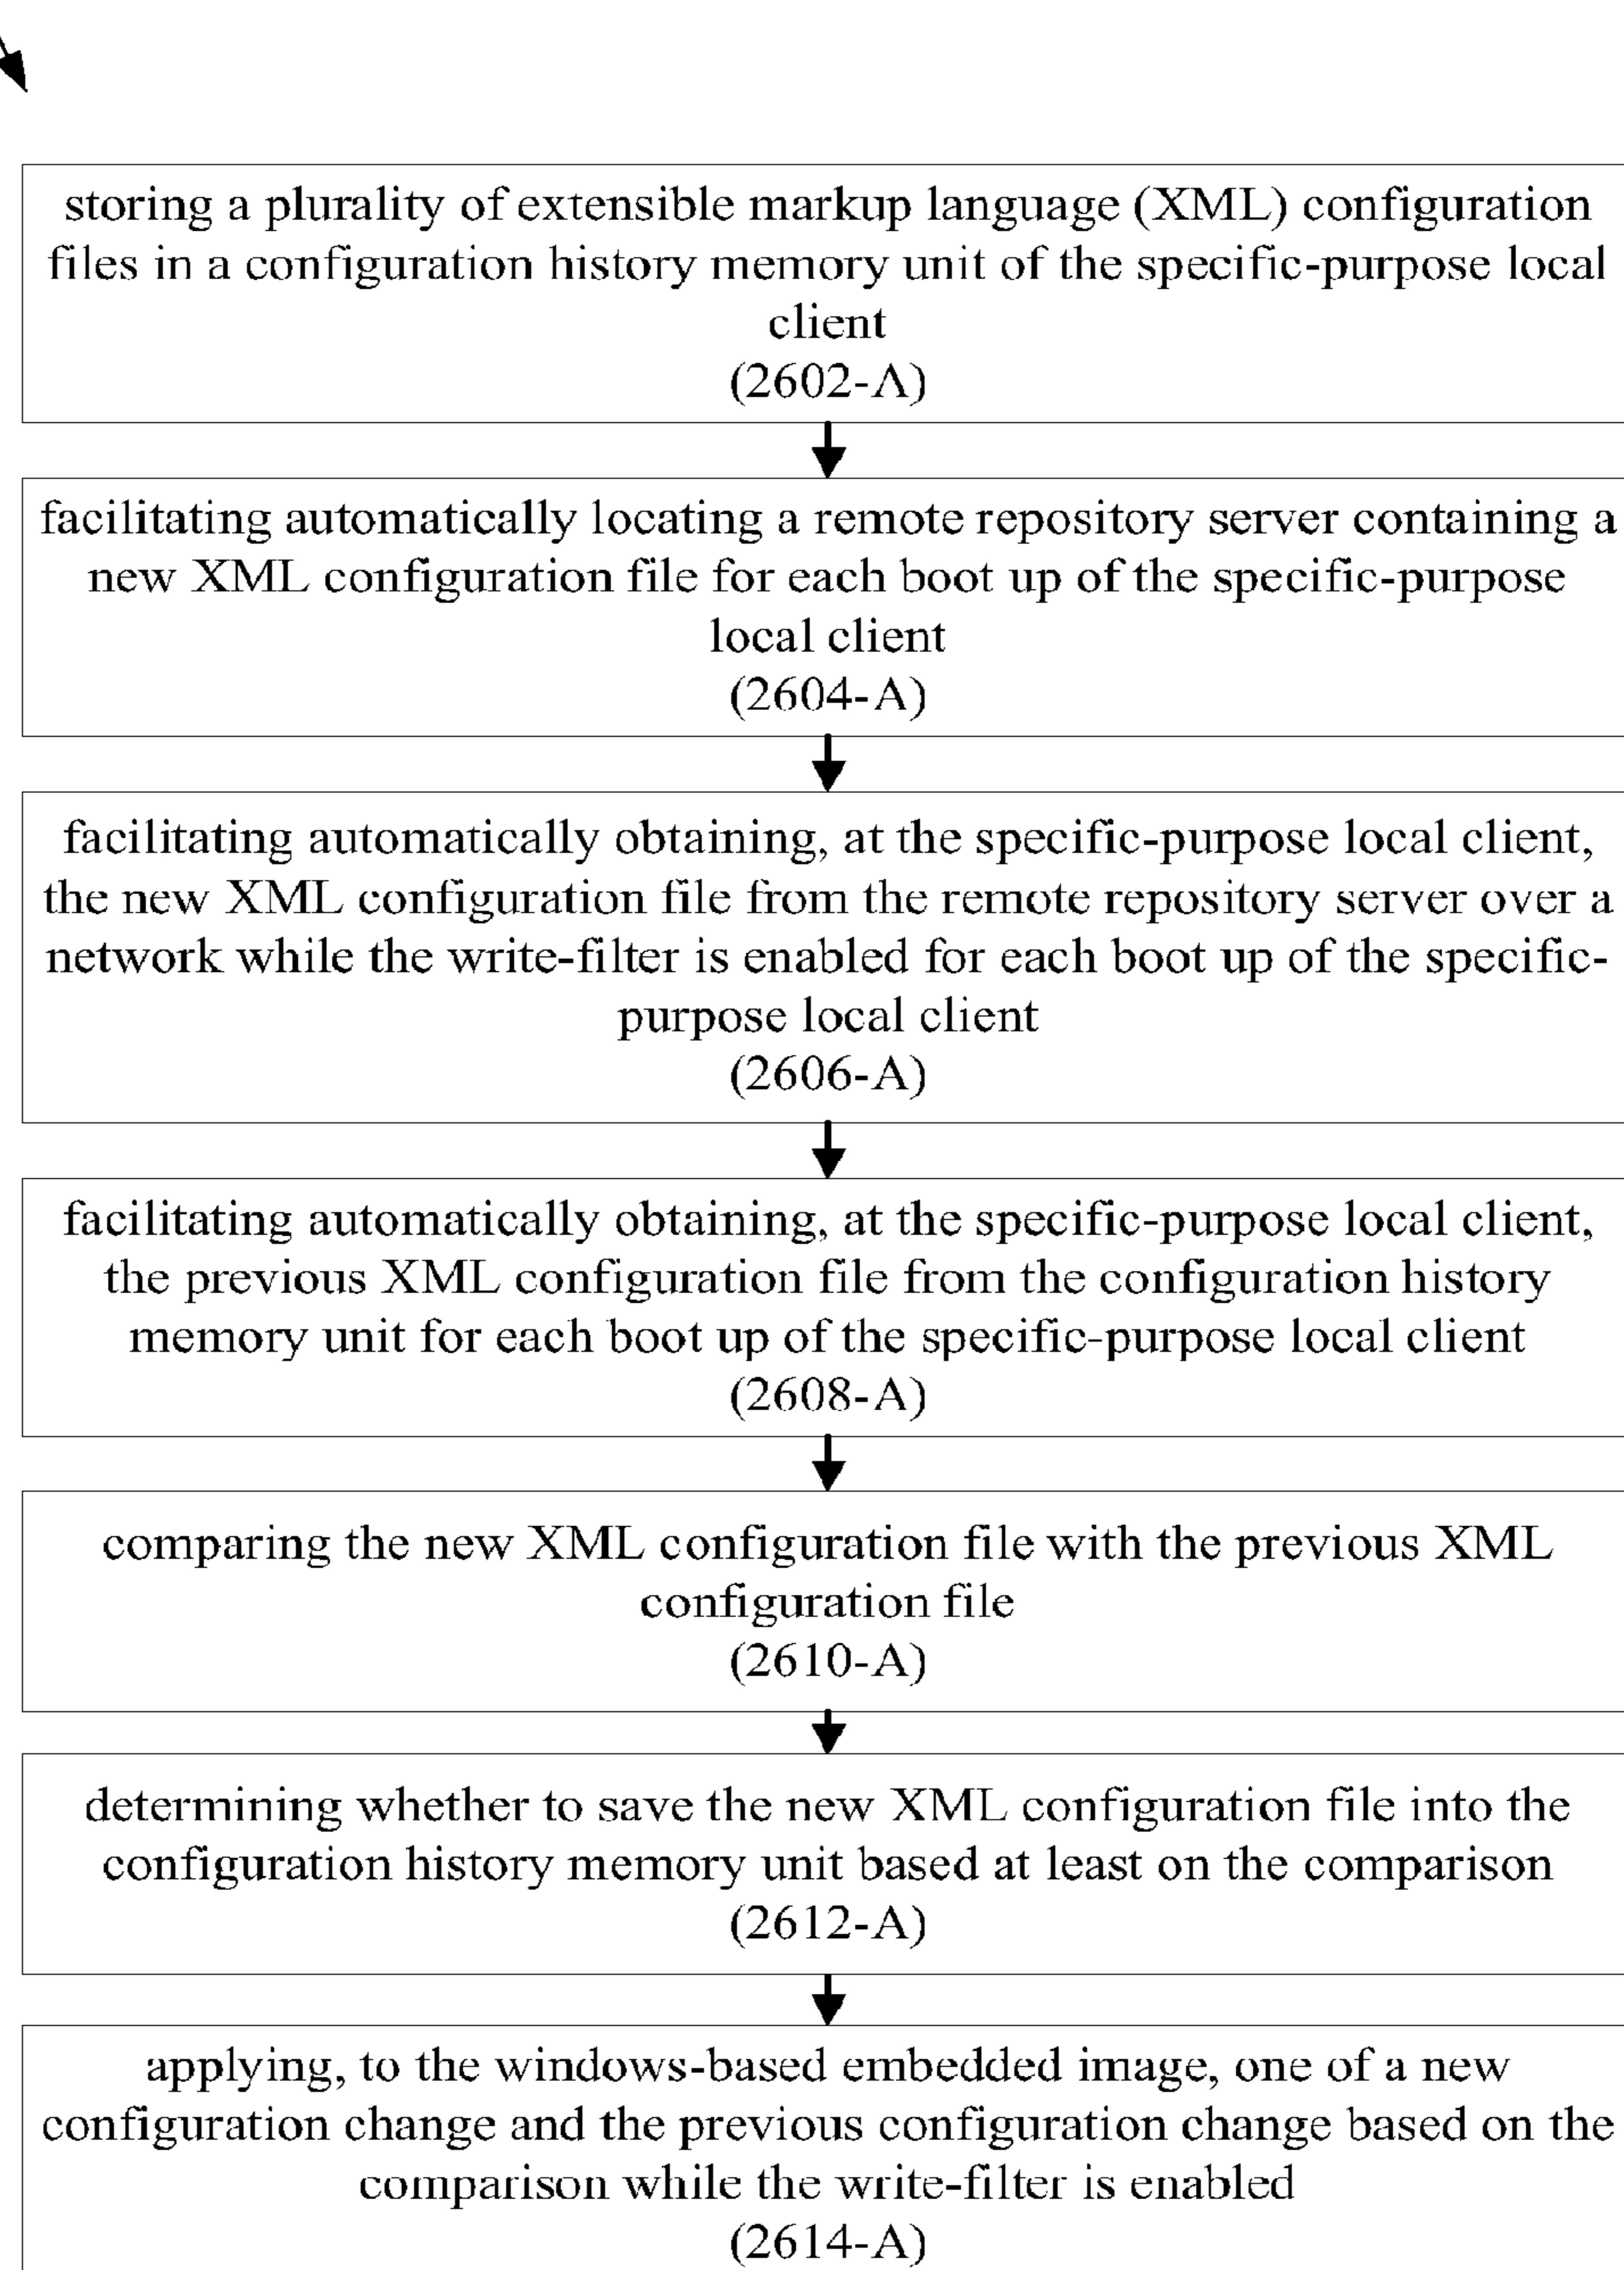 storing a plurality of extensible markup language (XML) configuration
files in a configuration history memory unit of the specific-purpose local
client
(2602-A)
facilitating automatically locating a remote repository server containing a
new XML configuration file for each boot up of the specific-purpose
local client
(2604-A)
facilitating automatically obtaining, at the specific-purpose local client,
the new XML configuration file from the remote repository server over a
network while the write-filter is enabled for each boot up of the specific-
purpose local client
(2606-A)
facilitating automatically obtaining, at the specific-purpose local client,
the previous XML configuration file from the configuration history
memory unit for each boot up of the specific-purpose local client
(2608-A)
comparing the new XML configuration file with the previous XML
configuration file
(2610-A)
determining whether to save the new XML configuration file into the
configuration history memory unit based at least on the comparison
(2612-A)
applying, to the windows-based embedded image, one of a new
configuration change and the previous configuration change based on the
comparison while the write-filter is enabled
(2614-A)